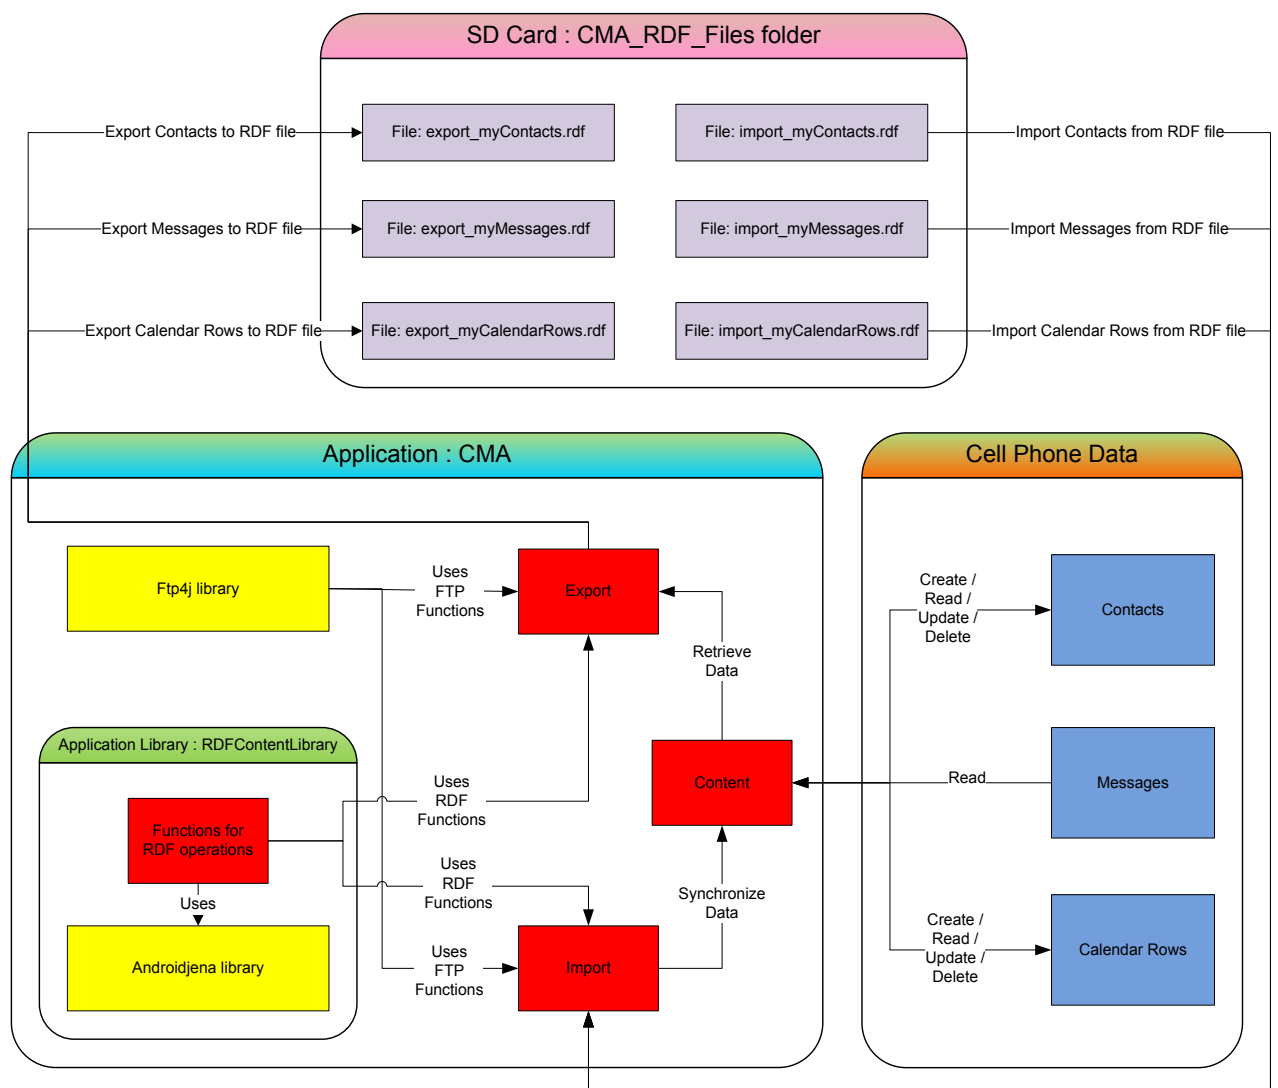 SD Card : CMA_RDF_Files folder
Export Contacts to RDF file
File: export_myContacts.rdf
File: import_myContacts.rdf
Import Contacts from RDF file
Export Messages to RDF file
File: export_myMessages.rdf
File: import_myMessages.rdf
Import Messages from RDF file
Export Calendar Rows to RDF file
File: export_myCalendarRows.rdf
File: import_myCalendarRows.rdf
Import Calendar Rows from RDF file
Application : CMA
Ftp4j library
Uses
FTP
Functions
Export
Retrieve
Data
Application Library : RDFContentLibrary
Functions for
RDF operations
Uses
Androidjena library
Uses
RDF
Functions
Uses
RDF
Functions
Uses
FTP
Functions
Content
Synchronize
Data
Import
Cell Phone Data
Create /
Read /
Update /
Delete
Contacts
Read
Messages
Create /
Read /
Update /
Delete
Calendar Rows